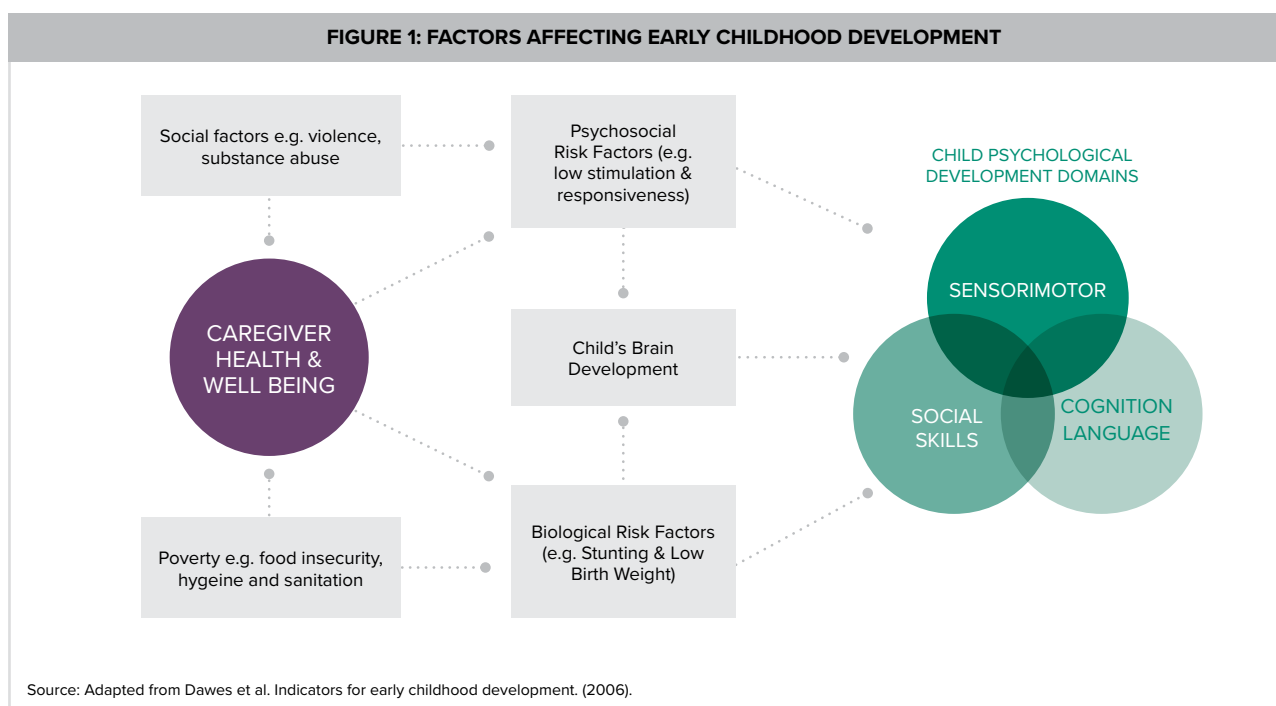 FIGURE 1: FACTORS AFFECTING EARLY CHILDHOOD DEVELOPMENT
Social factors e.g. violence,
substance abuse
Psychosocial
Risk Factors (e.g.
low stimulation &
responsiveness)
CHILD PSYCHOLOGICAL
DEVELOPMENT DOMAINS
SENSORIMOTOR
CAREGIVER
HEALTH &
WELL BEING
Child’s Brain
Development
SOCIAL
SKILLS
COGNITION
LANGUAGE
Poverty e.g. food insecurity,
hygeine and sanitation
Biological Risk Factors
(e.g. Stunting & Low
Birth Weight)
Source: Adapted from Dawes et al. Indicators for early childhood development. (2006).